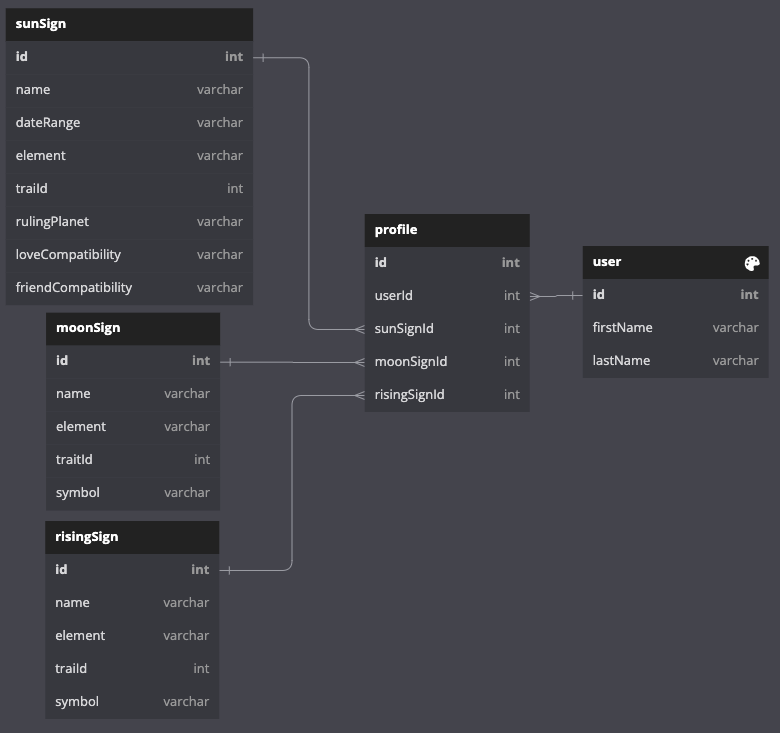 sunSign
id int
name varchar
dateRange varchar
element varchar
traiId int
rulingPlanet varchar
loveCompatibility varchar
friendCompatibility varchar
moonSign
id int
name varchar
element varchar
traitId int
symbol varchar
risingSign
id int
name varchar
element varchar
traiId int
symbol varchar
profile
id int
userId int
sunSignId int
moonSignId int
risingSignId int
user
id int
firstName varchar
lastName varchar